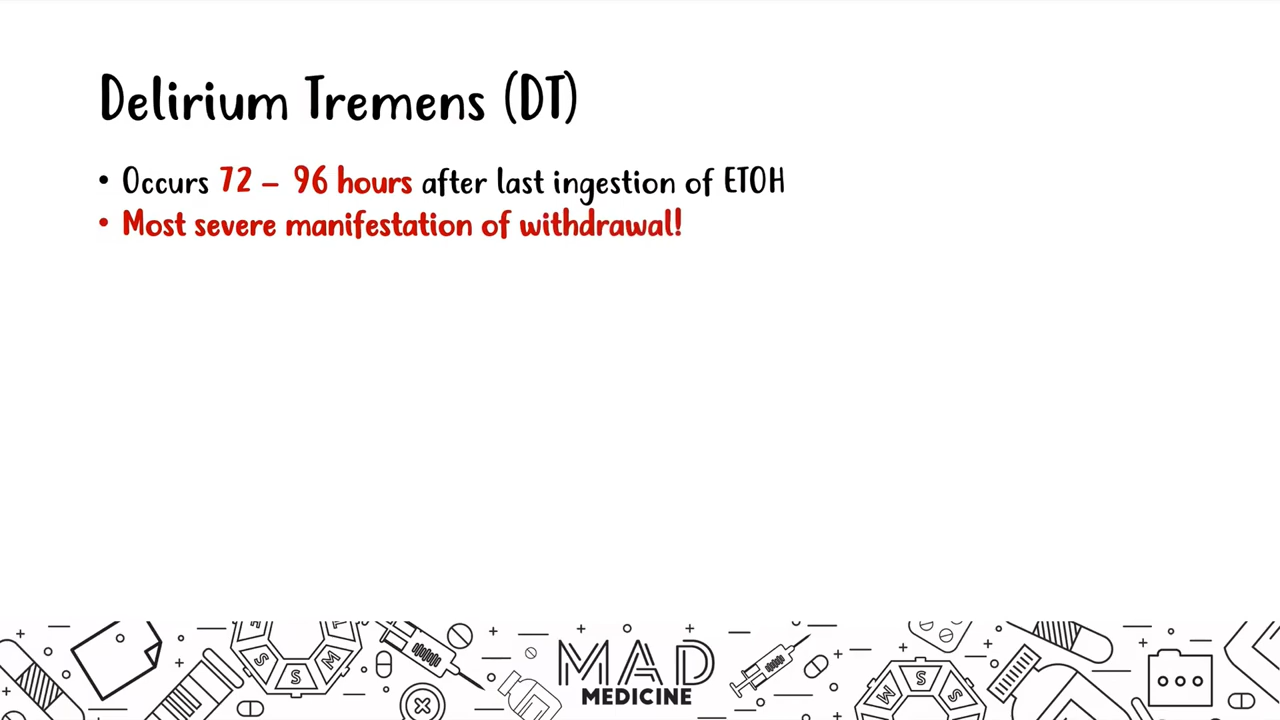 Delirium Tremens (DT)
• Occurs 72 – 96 hours after last ingestion of ETOH
• Most severe manifestation of withdrawal!
MAD
MEDICINE
S
S
M
M
S
S